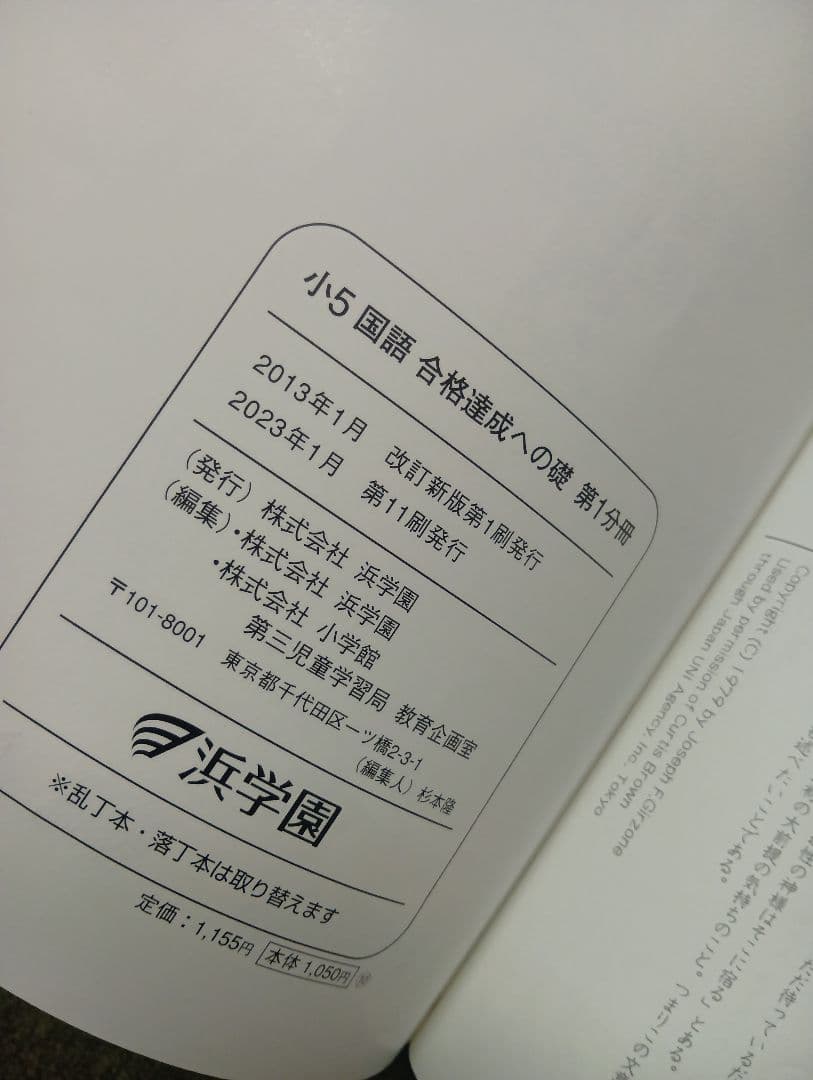 小5 国語 合格達成への礎 第1分冊
2013年1月 改訂新版第1刷発行
2023年1月 第11刷発行
(発行) 株式会社 浜学園
(編集)・株式会社 浜学園
・株式会社 小学館
第三児童学習局 教育企画室
〒101-8001 東京都千代田区一ツ橋2-3-1
(編集人) 杉本隆
浜学園
※乱丁本・落丁本は取り替えます
定価：1,155円 本体 1,050円
Copyright (C) 1979 by Joseph F.Girzone
Used by permission of Curtis Brown
through Japan UNI Agency, Inc. Tokyo